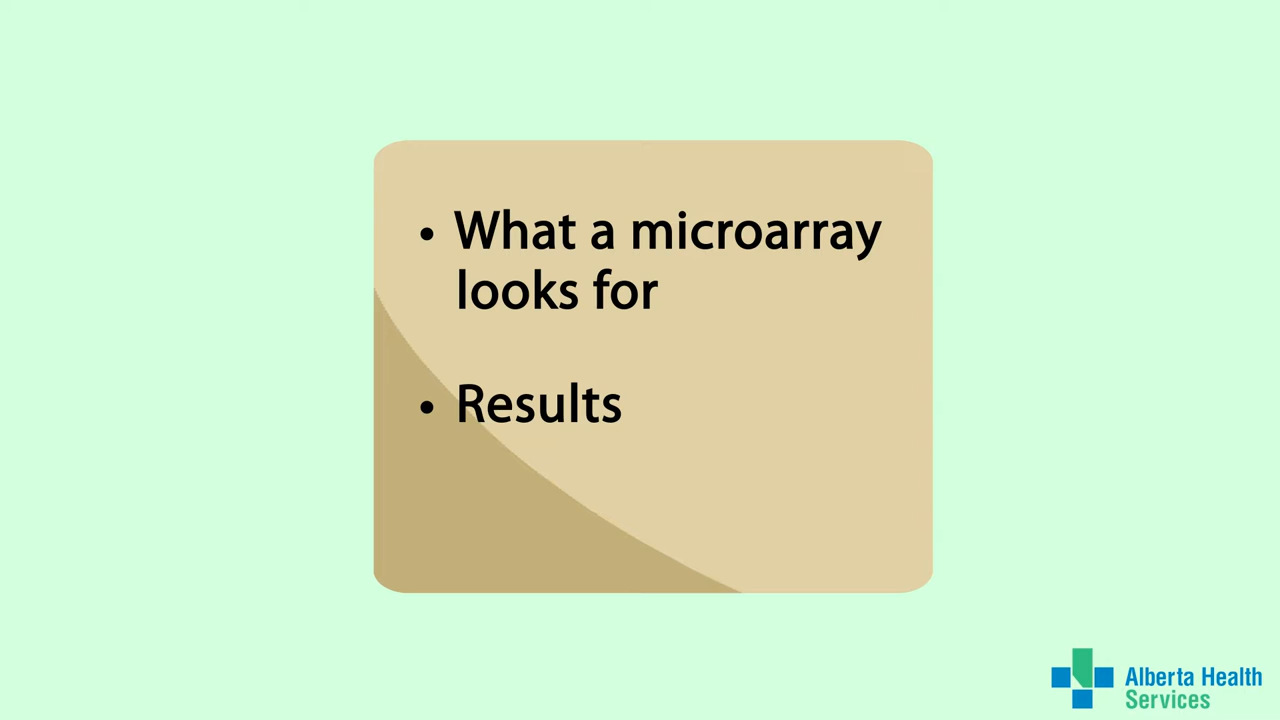 • What a microarray
looks for
• Results
Alberta Health
Services